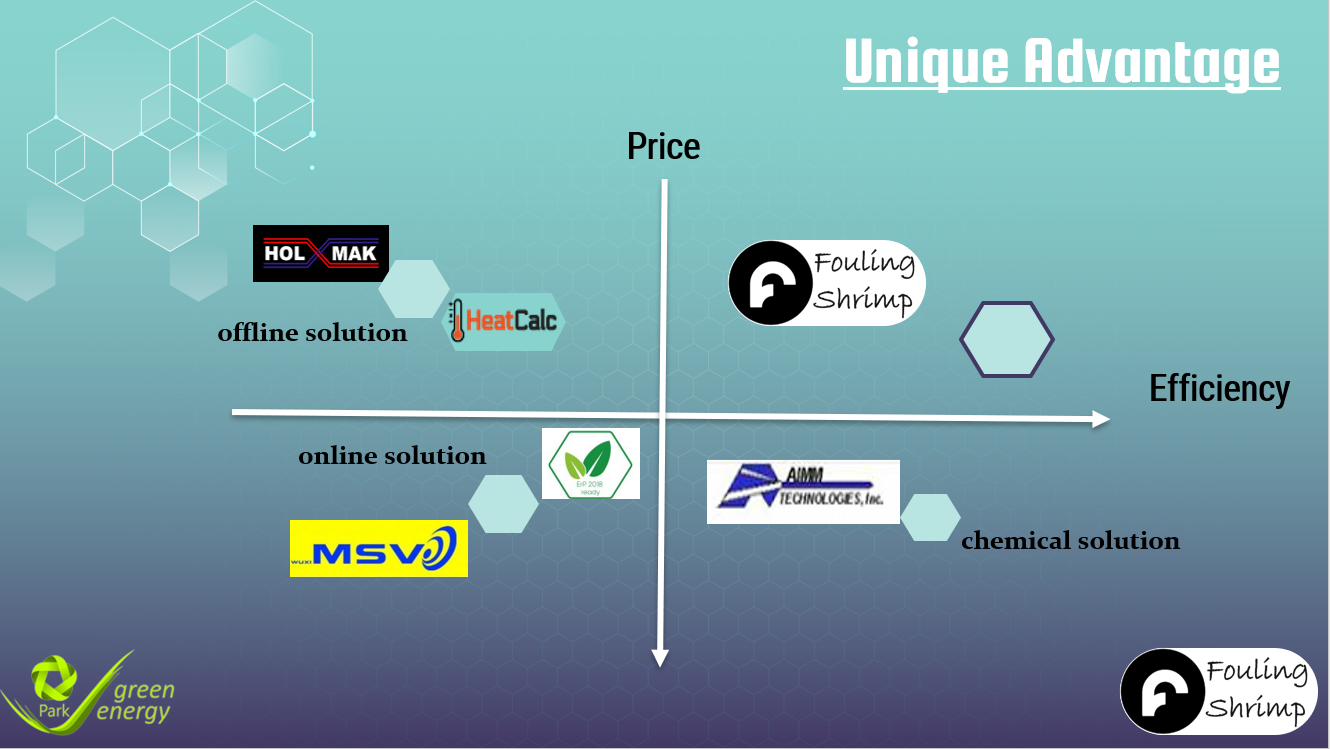 Unique Advantage
Price
HOL MAK
Fouling
Shrimp
HeatCalc
offline solution
Efficiency
online solution
ErP 2018
ready
AIMM
TECHNOLOGIES, Inc.
WUXI MSV
chemical solution
Park
green
energy
Fouling
Shrimp